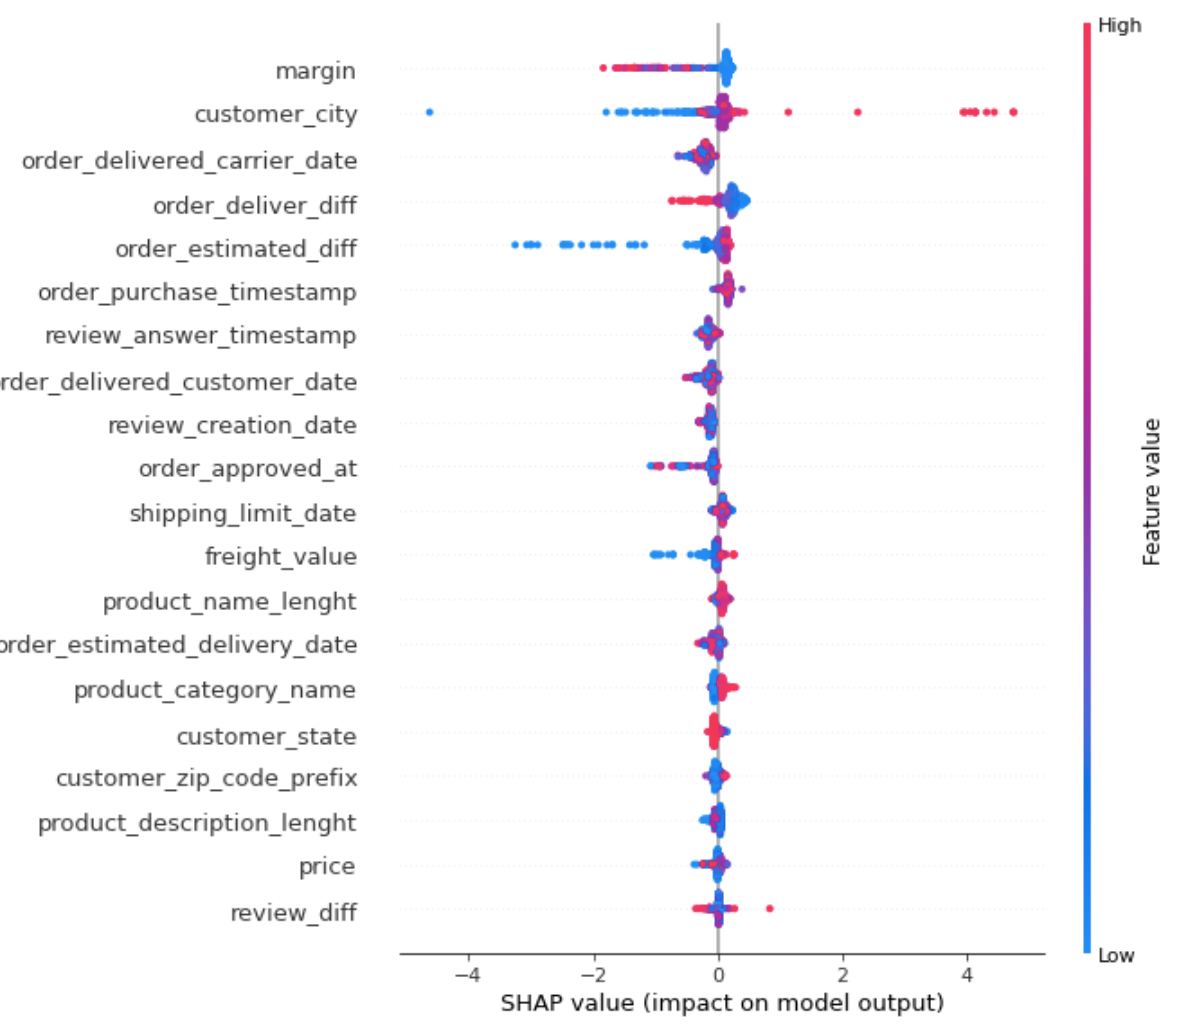 High
margin
customer_city
order_delivered_carrier_date
order_deliver_diff
order_estimated_diff
order_purchase_timestamp
review_answer_timestamp
rder_delivered_customer_date
review_creation_date
order_approved_at
shipping_limit_date
freight_value
product_name_lenght
order_estimated_delivery_date
product_category_name
customer_state
customer_zip_code_prefix
product_description_lenght
price
review_diff
Feature value
Low
−4 −2 0 2 4
SHAP value (impact on model output)